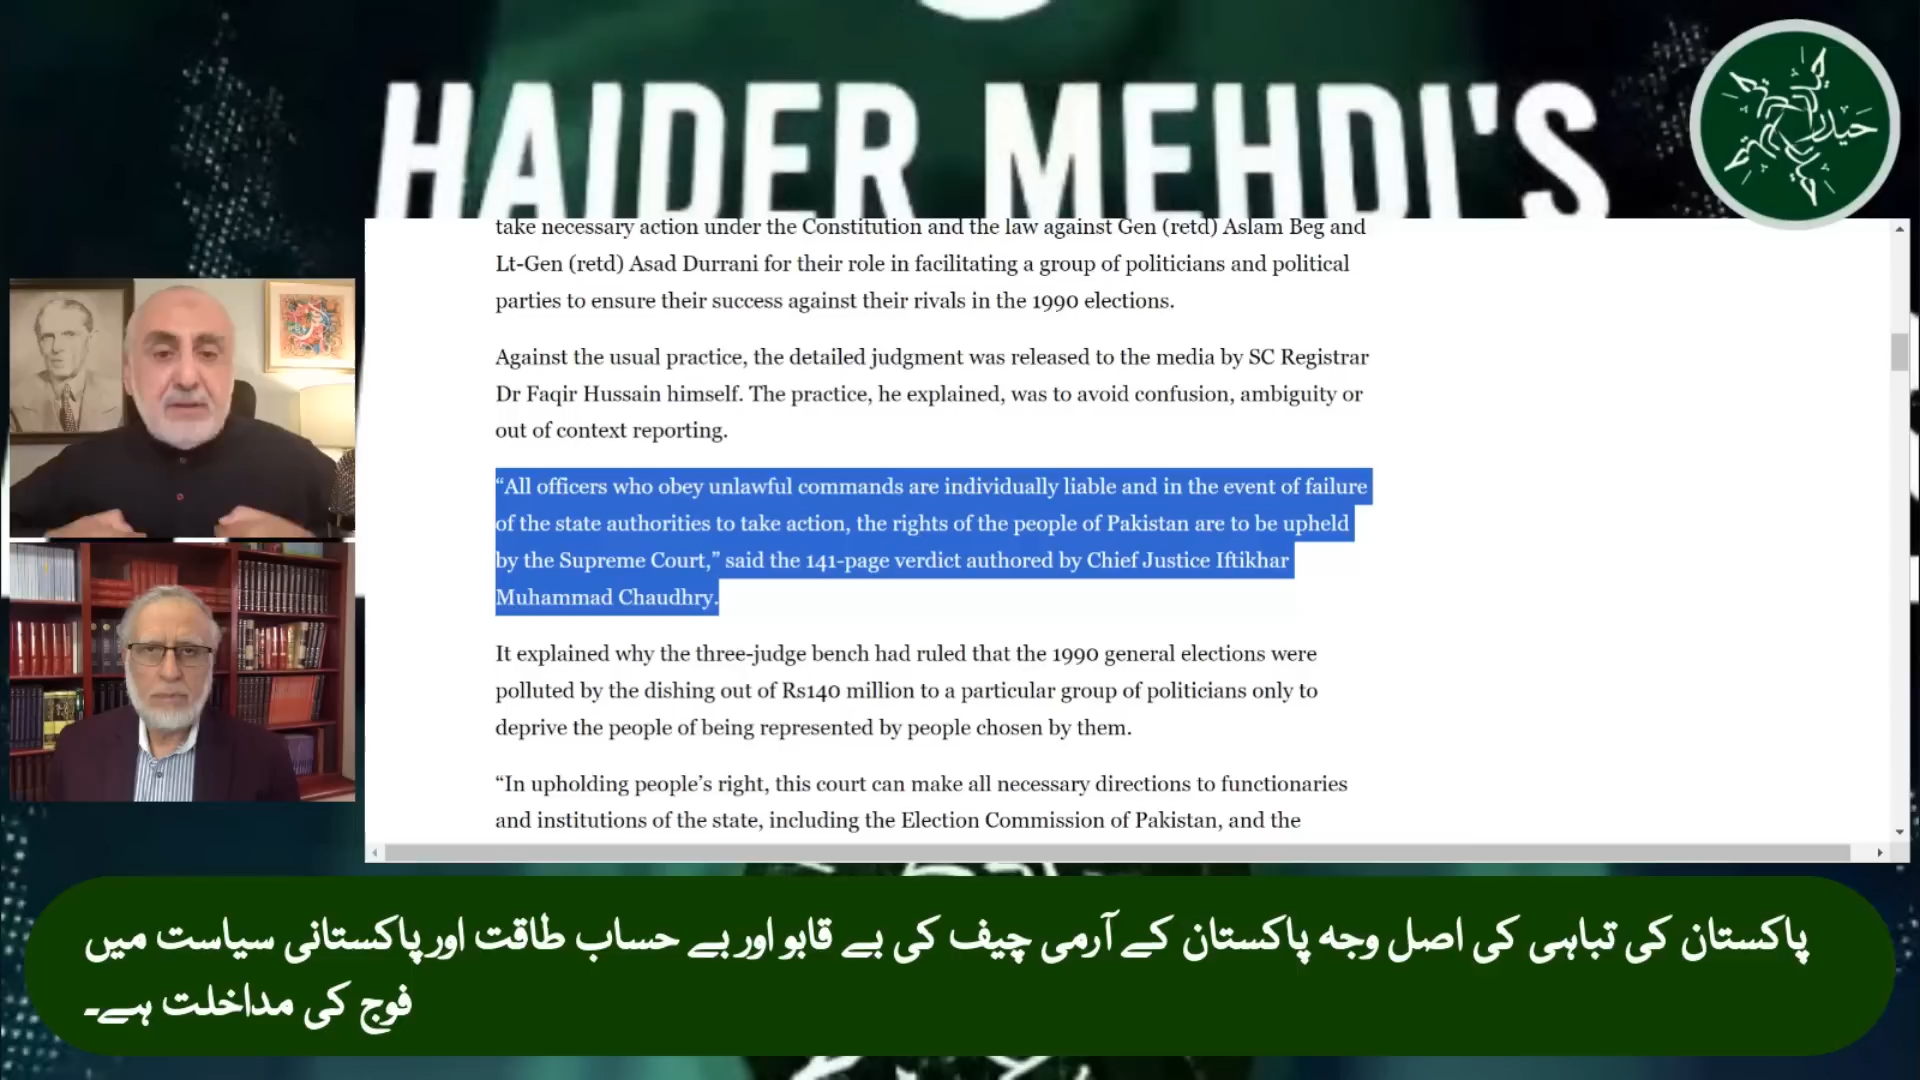 HAIDER MEHDI'S
حیدر
take necessary action under the Constitution and the law against Gen (retd) Aslam Beg and
Lt-Gen (retd) Asad Durrani for their role in facilitating a group of politicians and political
parties to ensure their success against their rivals in the 1990 elections.
Against the usual practice, the detailed judgment was released to the media by SC Registrar
Dr Faqir Hussain himself. The practice, he explained, was to avoid confusion, ambiguity or
out of context reporting.
“All officers who obey unlawful commands are individually liable and in the event of failure
of the state authorities to take action, the rights of the people of Pakistan are to be upheld
by the Supreme Court,” said the 141-page verdict authored by Chief Justice Iftikhar
Muhammad Chaudhry.
It explained why the three-judge bench had ruled that the 1990 general elections were
polluted by the dishing out of Rs140 million to a particular group of politicians only to
deprive the people of being represented by people chosen by them.
“In upholding people’s right, this court can make all necessary directions to functionaries
and institutions of the state, including the Election Commission of Pakistan, and the
پاکستان کی تباہی کی اصل وجہ پاکستان کے آرمی چیف کی بے قابو اور بے حساب طاقت اور پاکستانی سیاست میں
فوج کی مداخلت ہے۔